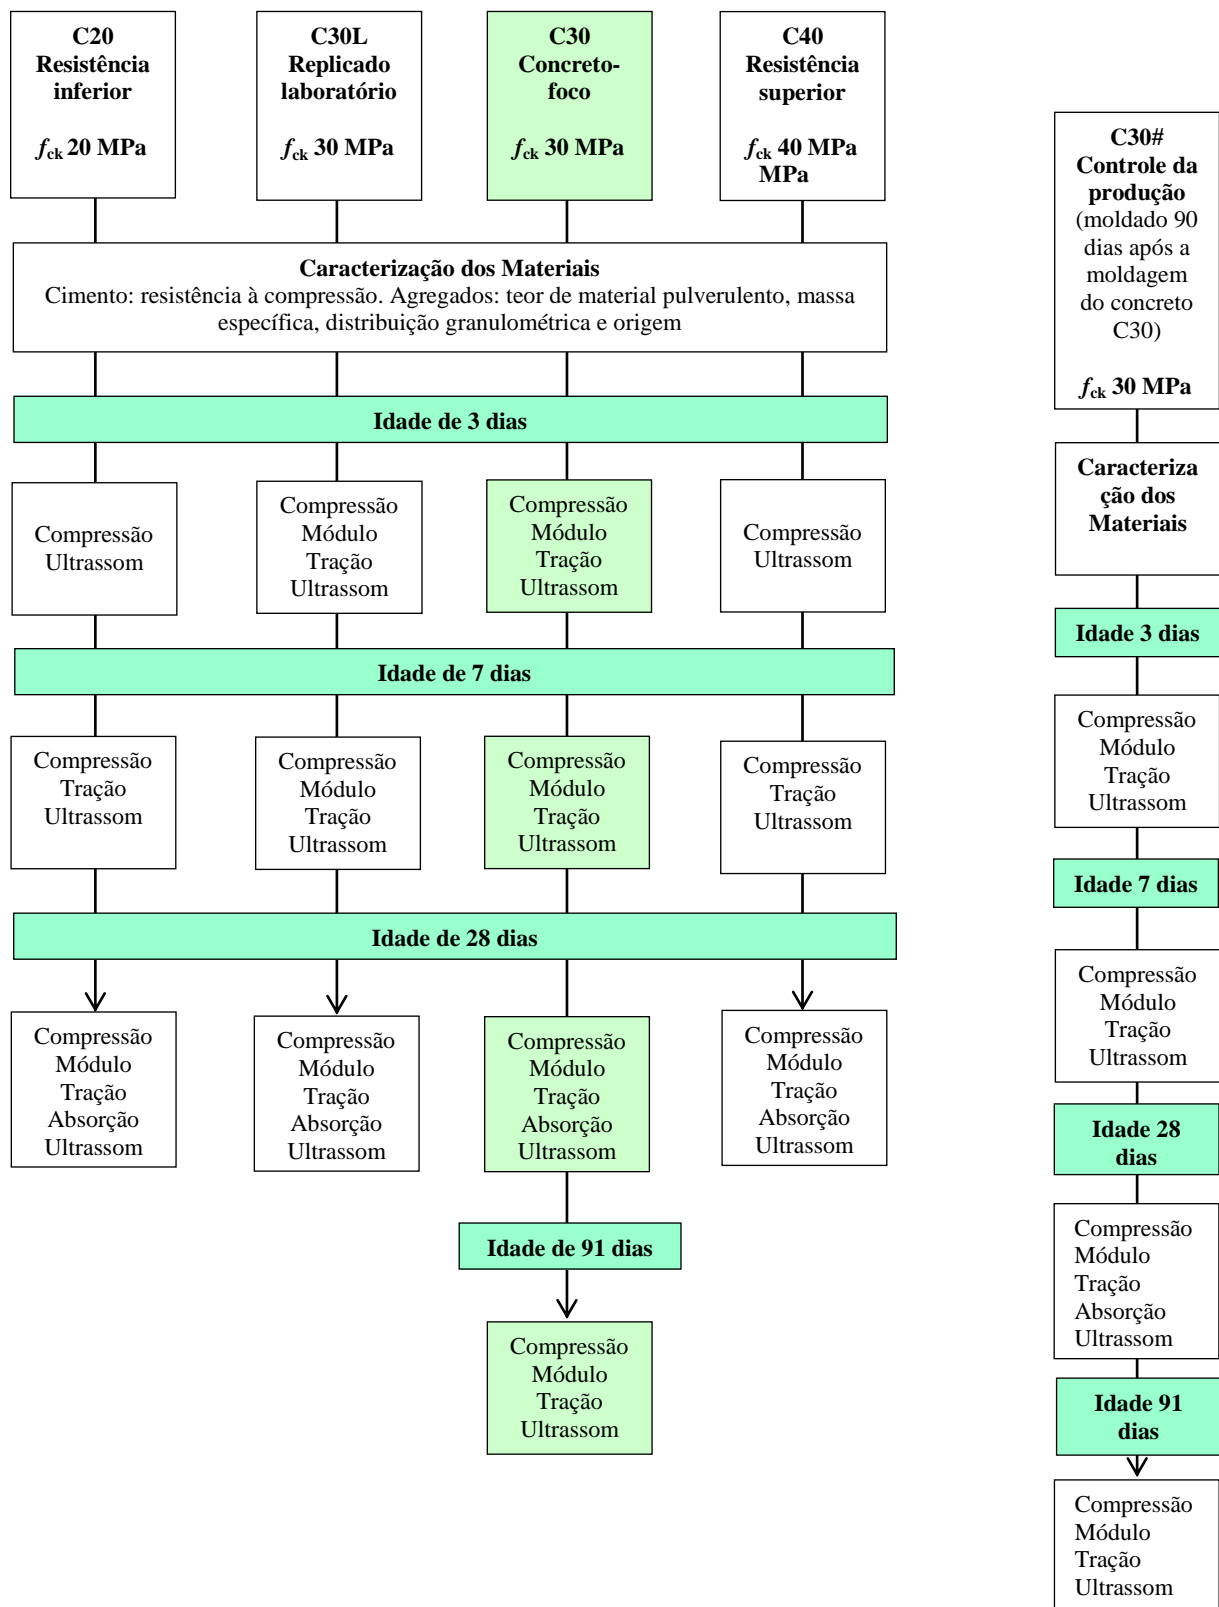 C20
Resistência
inferior
fck 20 MPa
C30L
Replicado
laboratório
fck 30 MPa
C30
Concreto-
foco
fck 30 MPa
C40
Resistência
superior
fck 40 MPa
MPa
Caracterização dos Materiais
Cimento: resistência à compressão. Agregados: teor de material pulverulento, massa
específica, distribuição granulométrica e origem
Idade de 3 dias
Compressão
Ultrassom
Compressão
Módulo
Tração
Ultrassom
Compressão
Módulo
Tração
Ultrassom
Compressão
Ultrassom
Idade de 7 dias
Compressão
Tração
Ultrassom
Compressão
Módulo
Tração
Ultrassom
Compressão
Módulo
Tração
Ultrassom
Compressão
Tração
Ultrassom
Idade de 28 dias
Compressão
Módulo
Tração
Absorção
Ultrassom
Compressão
Módulo
Tração
Absorção
Ultrassom
Compressão
Módulo
Tração
Absorção
Ultrassom
Compressão
Módulo
Tração
Absorção
Ultrassom
Idade de 91 dias
Compressão
Módulo
Tração
Ultrassom
C30#
Controle da
produção
(moldado 90
dias após a
moldagem
do concreto
C30)
fck 30 MPa
Caracteriza
ção dos
Materiais
Idade 3 dias
Compressão
Módulo
Tração
Ultrassom
Idade 7 dias
Compressão
Módulo
Tração
Ultrassom
Idade 28
dias
Compressão
Módulo
Tração
Absorção
Ultrassom
Idade 91
dias
Compressão
Módulo
Tração
Ultrassom